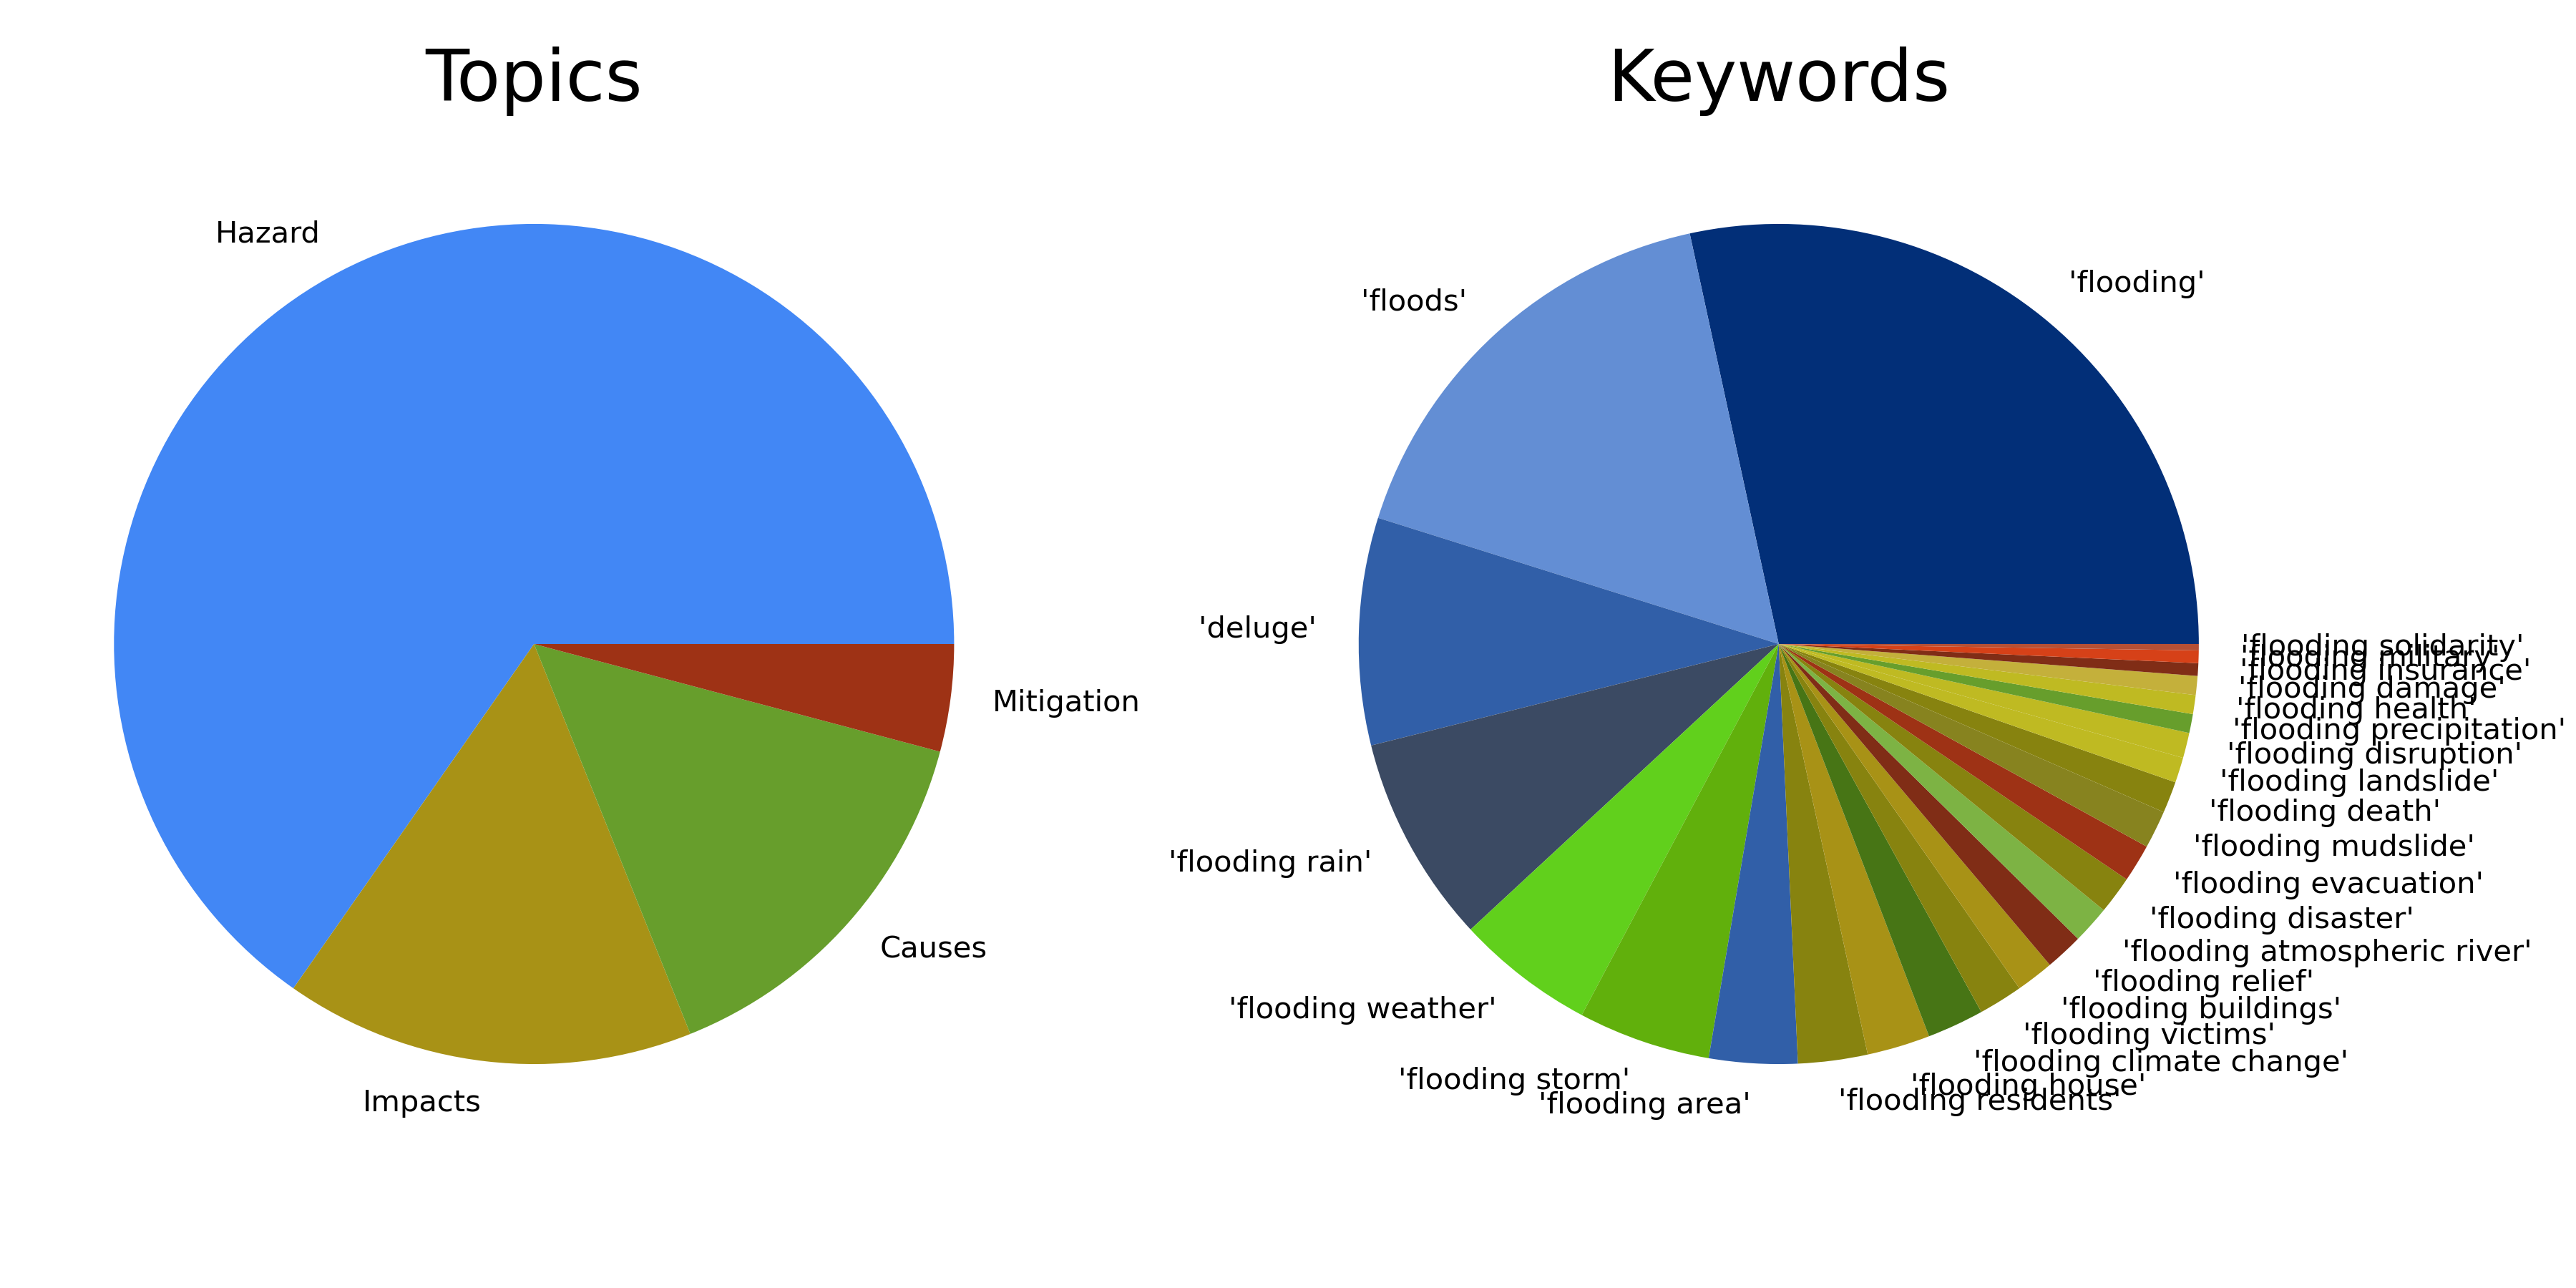 Topics
Keywords
Hazard
Mitigation
Causes
Impacts
'flooding'
'floods'
'deluge'
'flooding rain'
'flooding weather'
'flooding storm'
'flooding area'
'flooding residents'
'flooding house'
'flooding climate change'
'flooding victims'
'flooding buildings'
'flooding relief'
'flooding atmospheric river'
'flooding disaster'
'flooding evacuation'
'flooding mudslide'
'flooding death'
'flooding landslide'
'flooding disruption'
'flooding precipitation'
'flooding health'
'flooding damage'
'flooding insurance'
'flooding military'
'flooding solidarity'